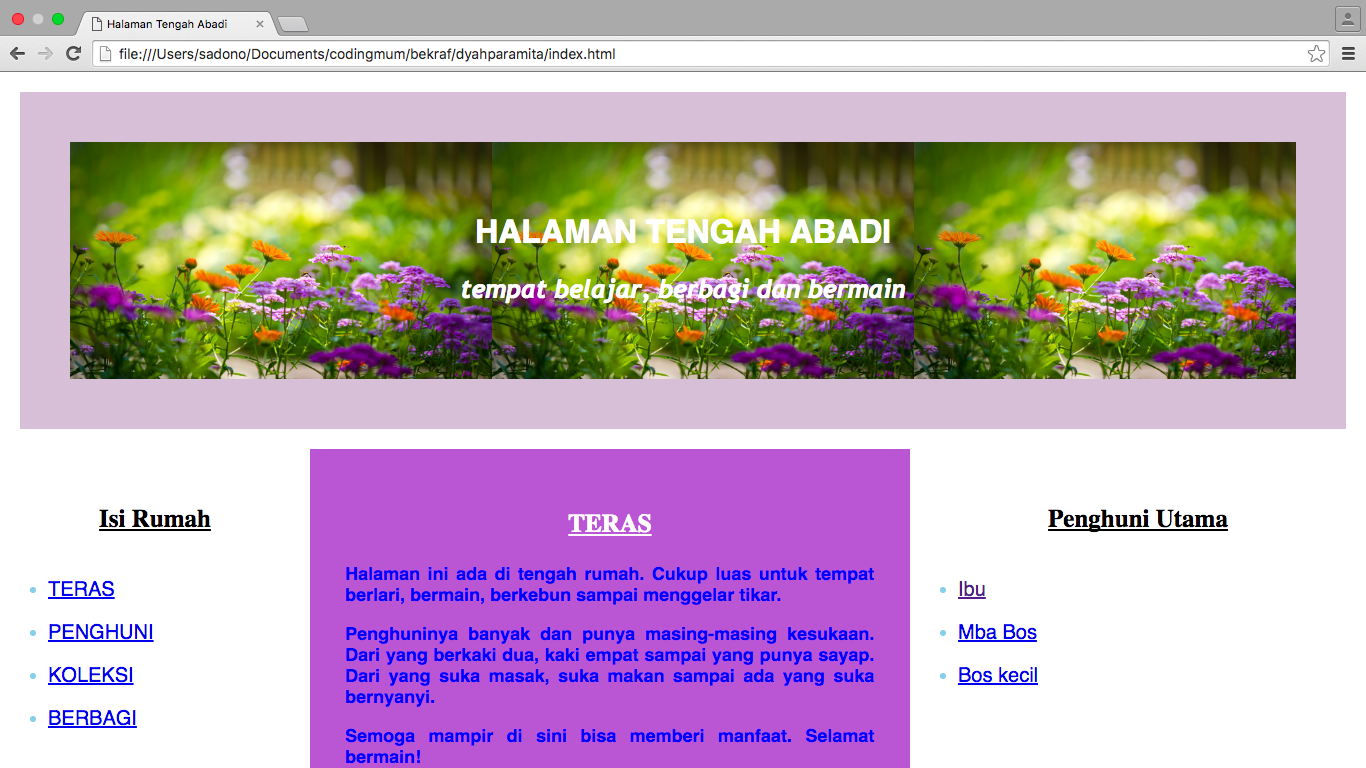 Halaman Tengah Abadi
file:///Users/sadono/Documents/codingmum/bekraf/dyahparamita/index.html
HALAMAN TENGAH ABADI
tempat belajar, berbagi dan bermain
Isi Rumah
TERAS
PENGHUNI
KOLEKSI
BERBAGI
TERAS
Halaman ini ada di tengah rumah. Cukup luas untuk tempat
berlari, bermain, berkebun sampai menggelar tikar.
Penghuninya banyak dan punya masing-masing kesukaan.
Dari yang berkaki dua, kaki empat sampai yang punya sayap.
Dari yang suka masak, suka makan sampai ada yang suka
bernyanyi.
Semoga mampir di sini bisa memberi manfaat. Selamat
bermain!
Penghuni Utama
Ibu
Mba Bos
Bos kecil